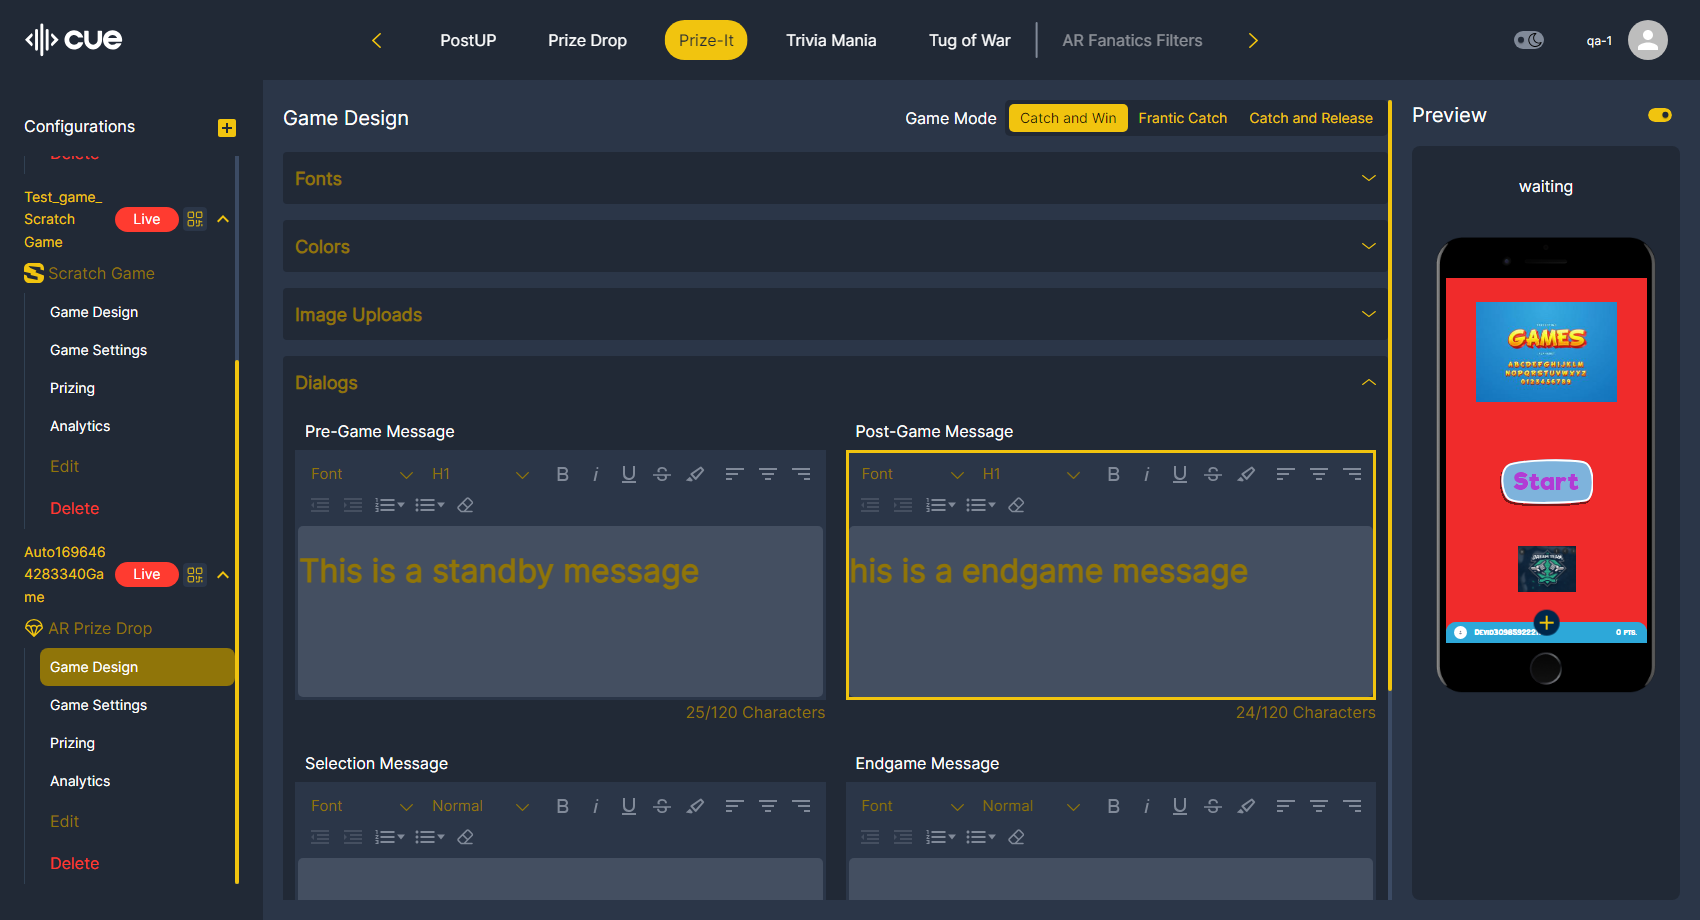 cue
PostUP
Prize Drop
Prize-It
Trivia Mania
Tug of War
AR Fanatics Filters
qa-1
Configurations
Delete
Test_game_
Scratch
Game
Live
Scratch Game
Game Design
Game Settings
Prizing
Analytics
Edit
Delete
Auto169646
4283340Ga
me
Live
AR Prize Drop
Game Design
Game Settings
Prizing
Analytics
Edit
Delete
Game Design
Game Mode
Catch and Win
Frantic Catch
Catch and Release
Fonts
Colors
Image Uploads
Dialogs
Pre-Game Message
Font
H1
This is a standby message
25/120 Characters
Post-Game Message
Font
H1
his is a endgame message
24/120 Characters
Selection Message
Font
Normal
Endgame Message
Font
Normal
Preview
waiting
GAMES
ABCDEFGHIJKLM
NOPQRSTUVWXYZ
0123456789
Start
0 PTS.